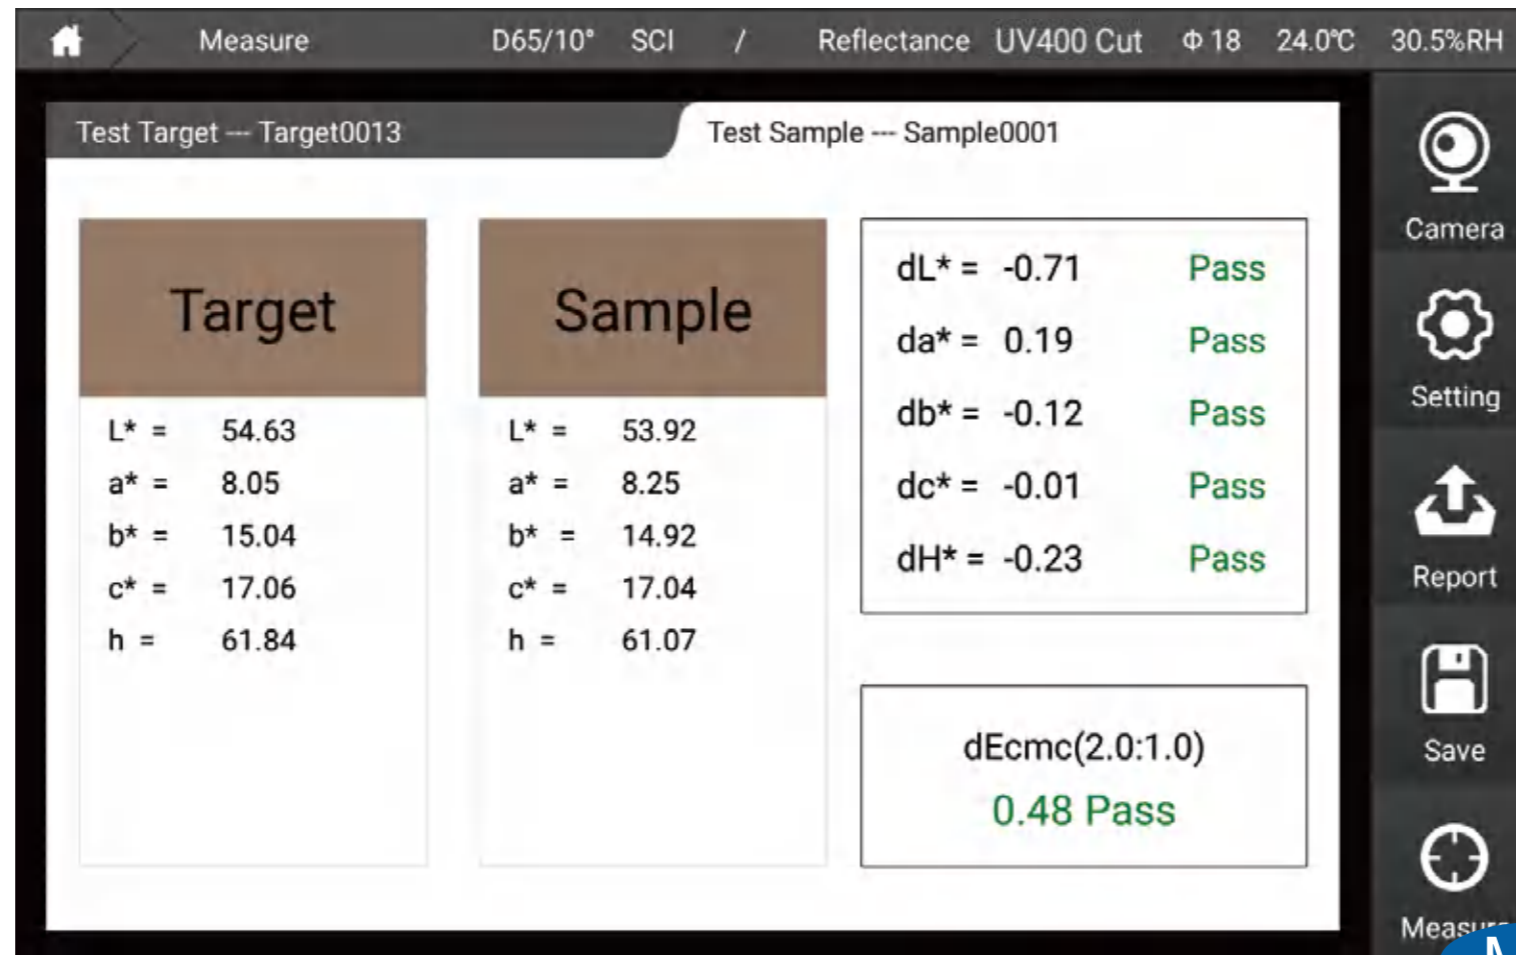 Measure D65/10° SCI / Reflectance UV400 Cut Φ18 24.0℃ 30.5%RH
Test Target --- Target0013
Test Sample --- Sample0001
Target
L* = 54.63
a* = 8.05
b* = 15.04
c* = 17.06
h = 61.84
Sample
L* = 53.92
a* = 8.25
b* = 14.92
c* = 17.04
h = 61.07
dL* = -0.71 Pass
da* = 0.19 Pass
db* = -0.12 Pass
dc* = -0.01 Pass
dH* = -0.23 Pass
dEcmc(2.0:1.0)
0.48 Pass
Camera
Setting
Report
Save
Measure